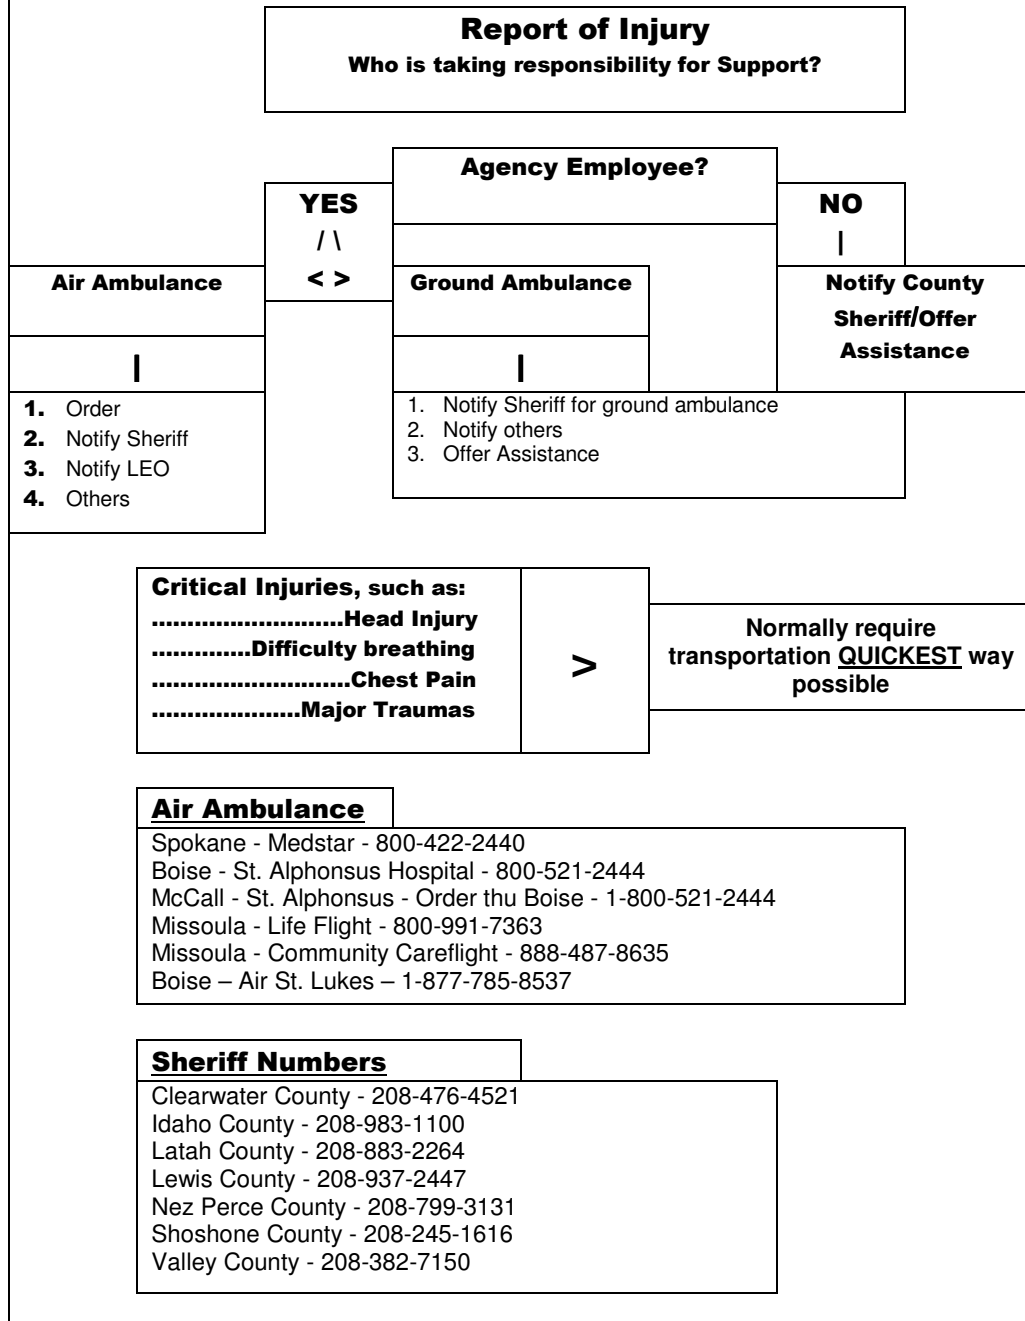 Report of Injury
Who is taking responsibility for Support?
Agency Employee?
YES
/ \
< >
NO
|
Air Ambulance
|
1. Order
2. Notify Sheriff
3. Notify LEO
4. Others
Ground Ambulance
|
1. Notify Sheriff for ground ambulance
2. Notify others
3. Offer Assistance
Notify County
Sheriff/Offer
Assistance
Critical Injuries, such as:
...........................Head Injury
..............Difficulty breathing
............................Chest Pain
.....................Major Traumas
>
Normally require
transportation QUICKEST way
possible
Air Ambulance
Spokane - Medstar - 800-422-2440
Boise - St. Alphonsus Hospital - 800-521-2444
McCall - St. Alphonsus - Order thu Boise - 1-800-521-2444
Missoula - Life Flight - 800-991-7363
Missoula - Community Careflight - 888-487-8635
Boise – Air St. Lukes – 1-877-785-8537
Sheriff Numbers
Clearwater County - 208-476-4521
Idaho County - 208-983-1100
Latah County - 208-883-2264
Lewis County - 208-937-2447
Nez Perce County - 208-799-3131
Shoshone County - 208-245-1616
Valley County - 208-382-7150